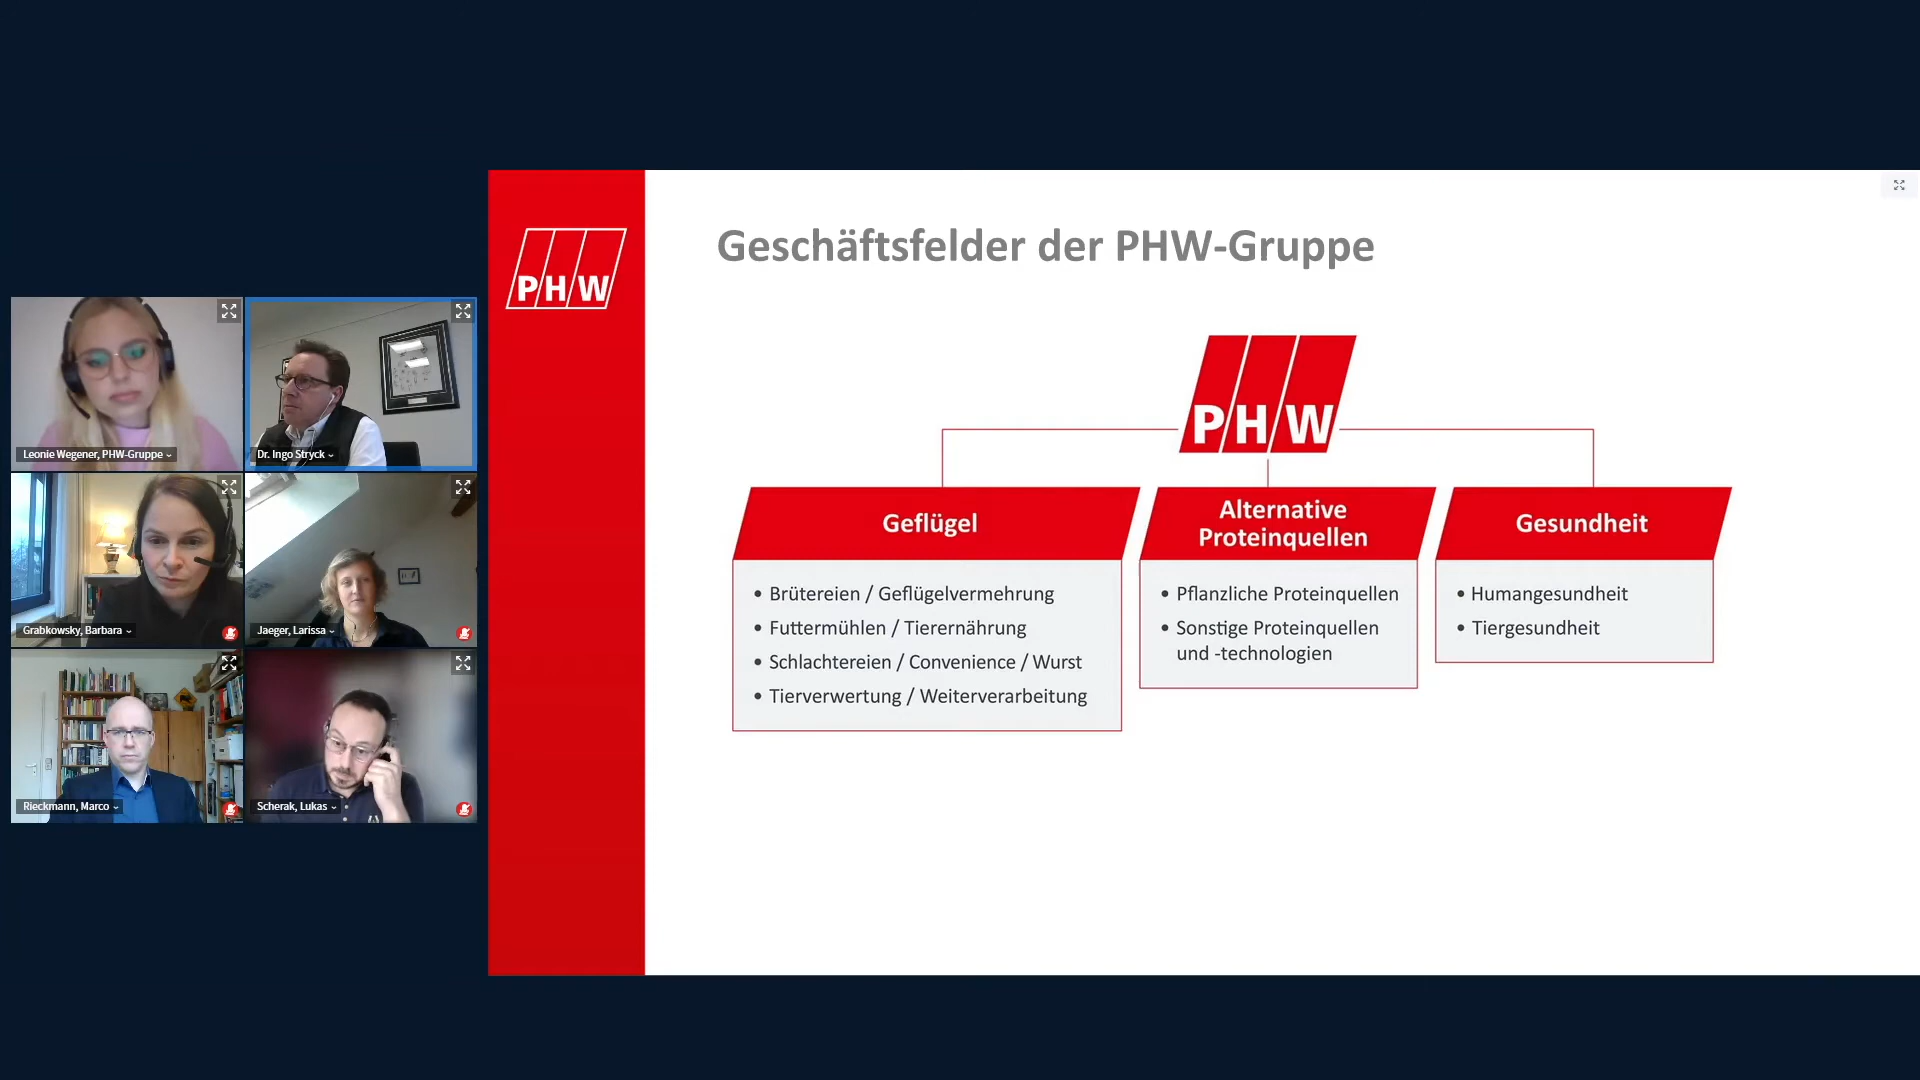 Leonie Wegener, PHW-Gruppe
Dr. Ingo Stryck
Grabkowsky, Barbara
Jaeger, Larissa
Rieckmann, Marco
Scherak, Lukas
PHW
Geschäftsfelder der PHW-Gruppe
PHW
Geflügel
• Brütereien / Geflügelvermehrung
• Futtermühlen / Tierernährung
• Schlachtereien / Convenience / Wurst
• Tierverwertung / Weiterverarbeitung
Alternative
Proteinquellen
• Pflanzliche Proteinquellen
• Sonstige Proteinquellen
und -technologien
Gesundheit
• Humangesundheit
• Tiergesundheit